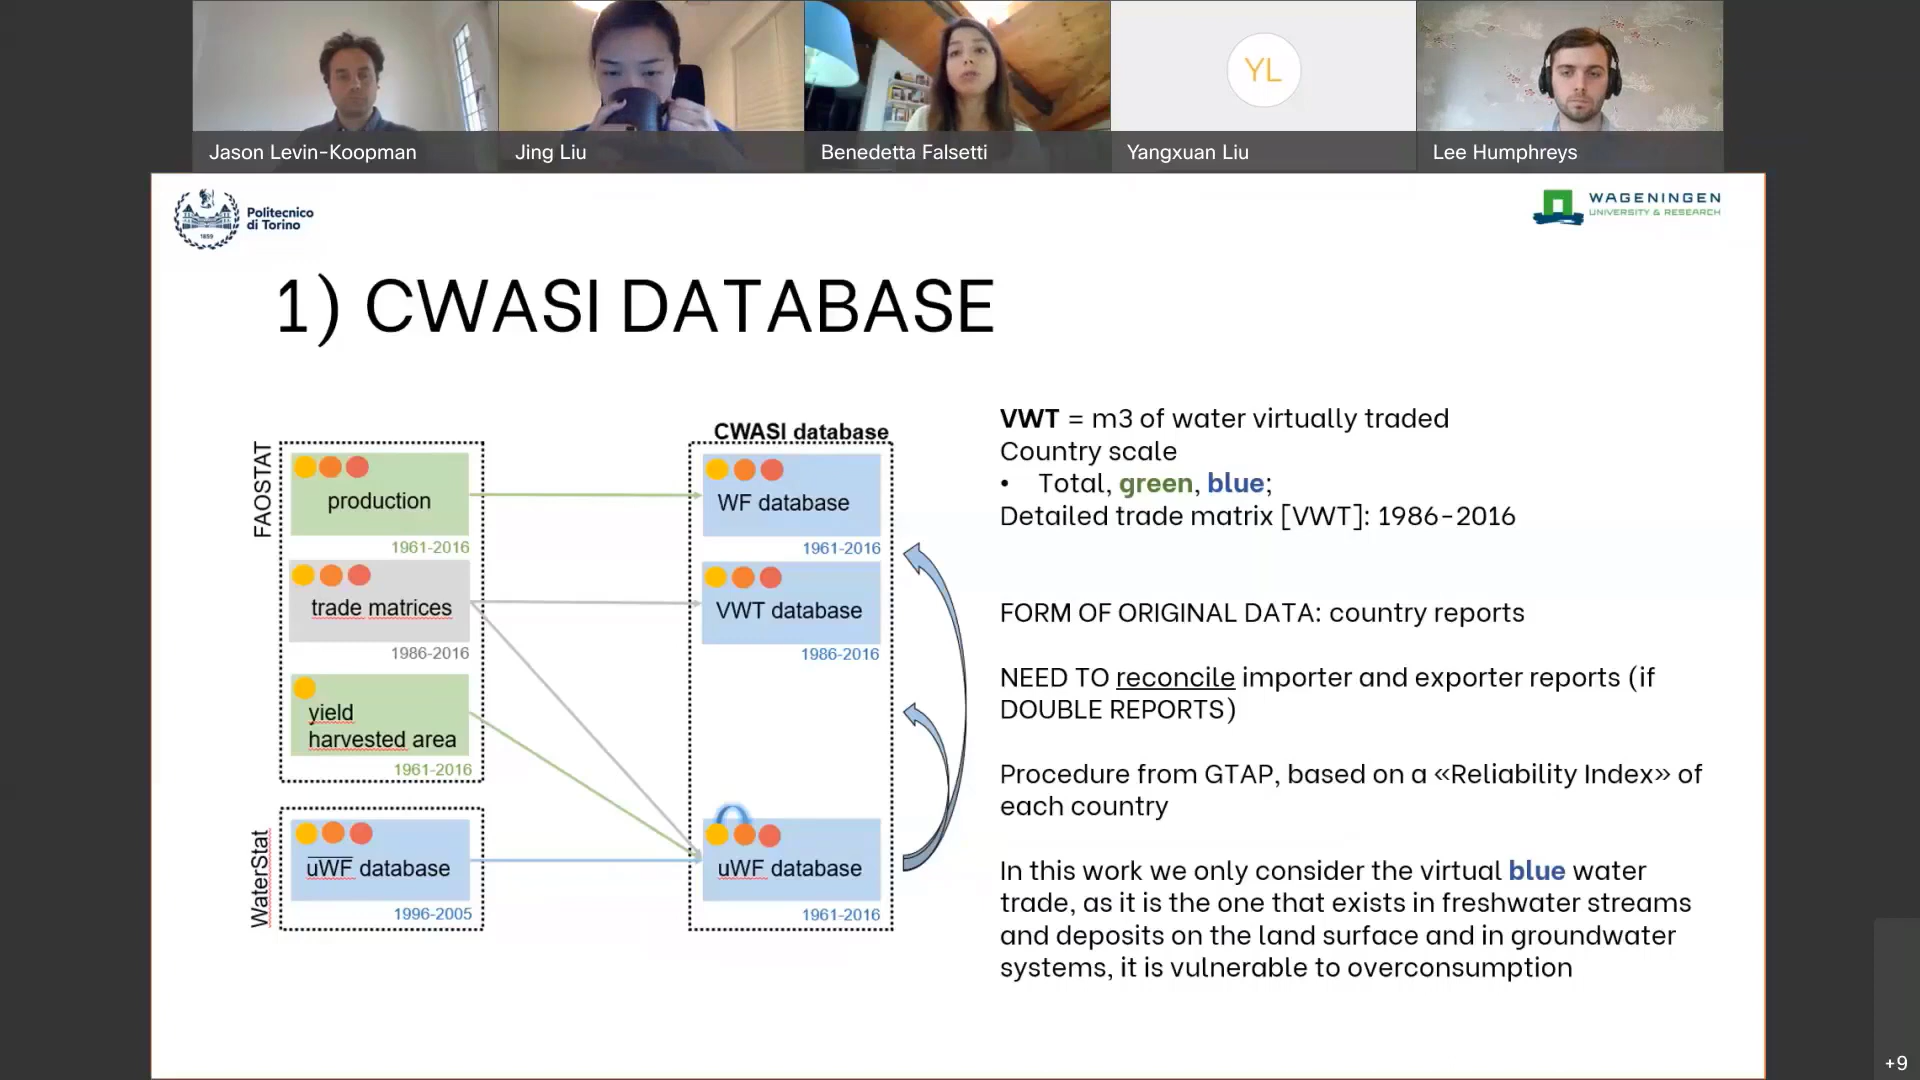 Jason Levin-Koopman
Jing Liu
Benedetta Falsetti
YL
Yangxuan Liu
Lee Humphreys
Politecnico
di Torino
1859
WAGENINGEN
UNIVERSITY & RESEARCH
1) CWASI DATABASE
FAOSTAT
production
1961-2016
trade matrices
1986-2016
yield
harvested area
1961-2016
WaterStat
uWF database
1996-2005
CWASI database
WF database
1961-2016
VWT database
1986-2016
uWF database
1961-2016
VWT = m3 of water virtually traded
Country scale
• Total, green, blue;
Detailed trade matrix [VWT]: 1986-2016
FORM OF ORIGINAL DATA: country reports
NEED TO reconcile importer and exporter reports (if
DOUBLE REPORTS)
Procedure from GTAP, based on a «Reliability Index» of
each country
In this work we only consider the virtual blue water
trade, as it is the one that exists in freshwater streams
and deposits on the land surface and in groundwater
systems, it is vulnerable to overconsumption
+9